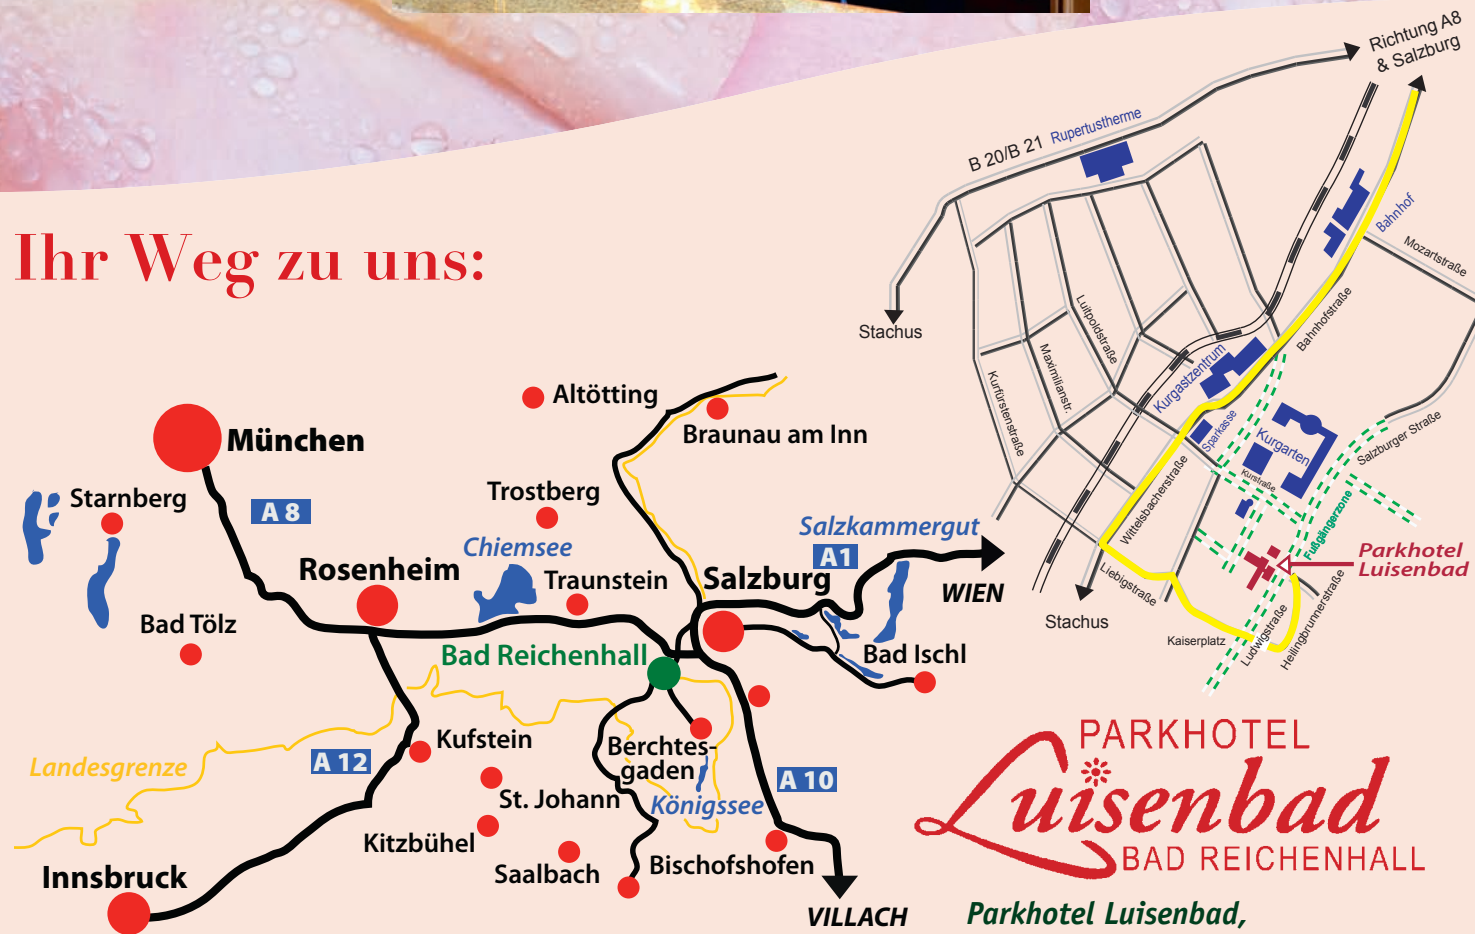 Ihr Weg zu uns:
Richtung A8
& Salzburg
B 20/B 21
Rupertustherme
Stachus
Bahnhof
Mozartstraße
Bahnhofstraße
Luitpoldstraße
Maximilianstr.
Kurfürstenstraße
Kurgastzentrum
Sparkasse
Kurgarten
Kurstraße
Salzburger Straße
Wittelsbacherstraße
Fußgängerzone
Parkhotel
Luisenbad
Liebigstraße
Stachus
Kaiserplatz
Ludwigstraße
Heilingbrunnerstraße
Altötting
München
Braunau am Inn
Starnberg
A 8
Trostberg
Chiemsee
Salzkammergut
A1
Rosenheim
Traunstein
Salzburg
WIEN
Bad Tölz
Bad Reichenhall
Bad Ischl
Landesgrenze
A 12
Kufstein
Berchtes-
gaden
A 10
St. Johann
Königssee
Kitzbühel
Saalbach
Bischofshofen
Innsbruck
VILLACH
PARKHOTEL
Luisenbad
BAD REICHENHALL
Parkhotel Luisenbad,